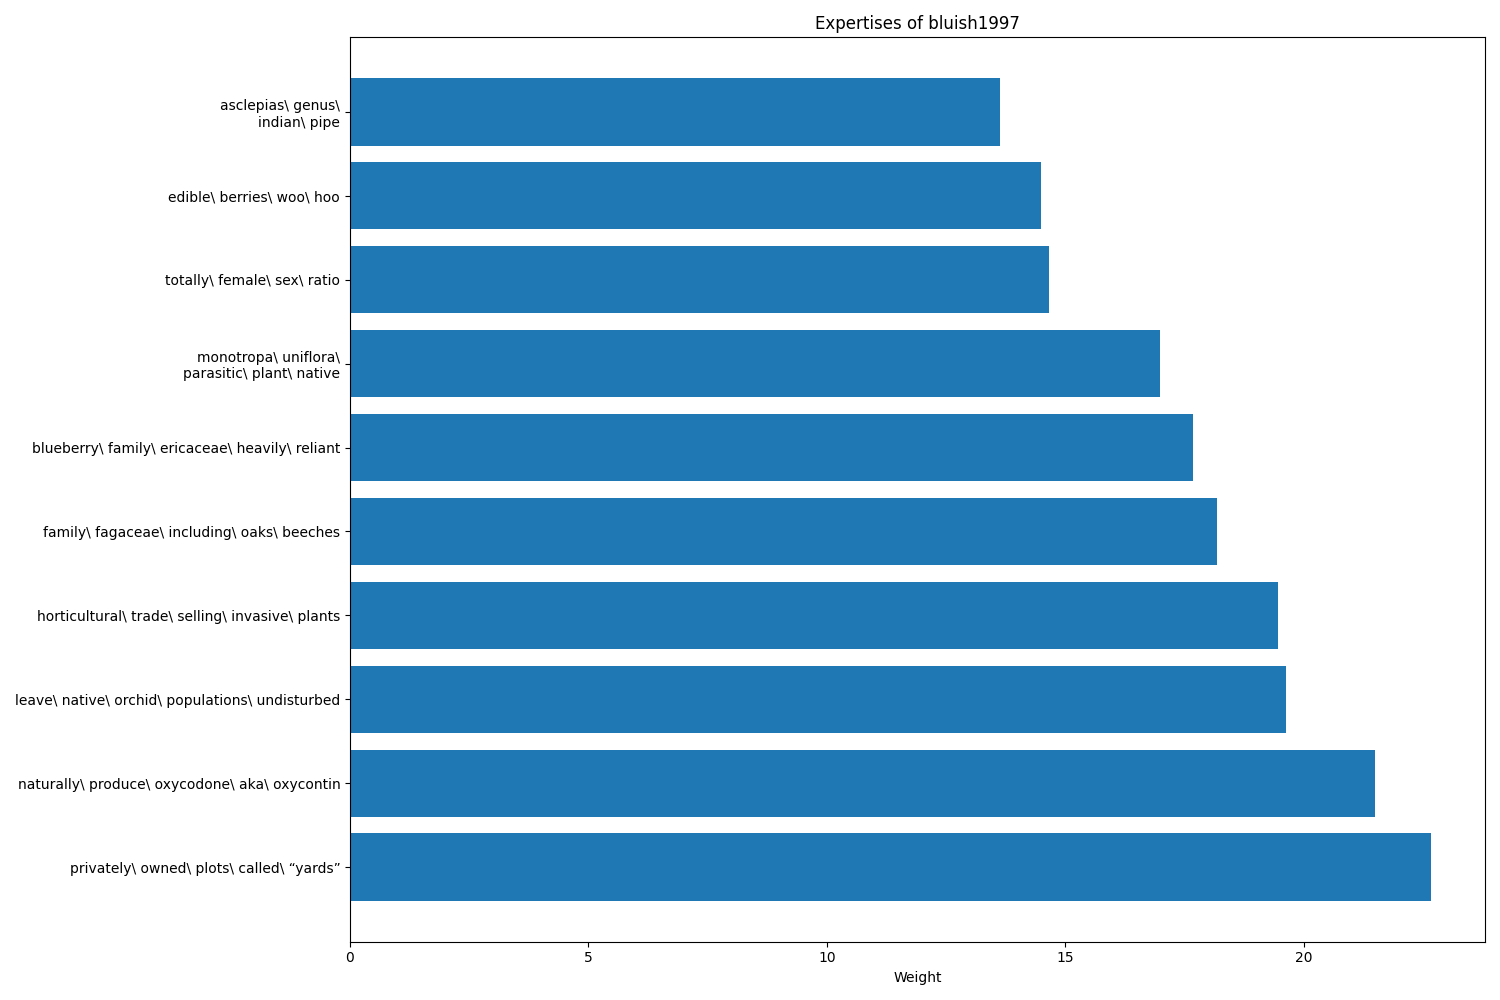 Expertises of bluish1997
asclepias\ genus\
indian\ pipe
edible\ berries\ woo\ hoo
totally\ female\ sex\ ratio
monotropa\ uniflora\
parasitic\ plant\ native
blueberry\ family\ ericaceae\ heavily\ reliant
family\ fagaceae\ including\ oaks\ beeches
horticultural\ trade\ selling\ invasive\ plants
leave\ native\ orchid\ populations\ undisturbed
naturally\ produce\ oxycodone\ aka\ oxycontin
privately\ owned\ plots\ called\ “yards”
0 5 10 15 20
Weight